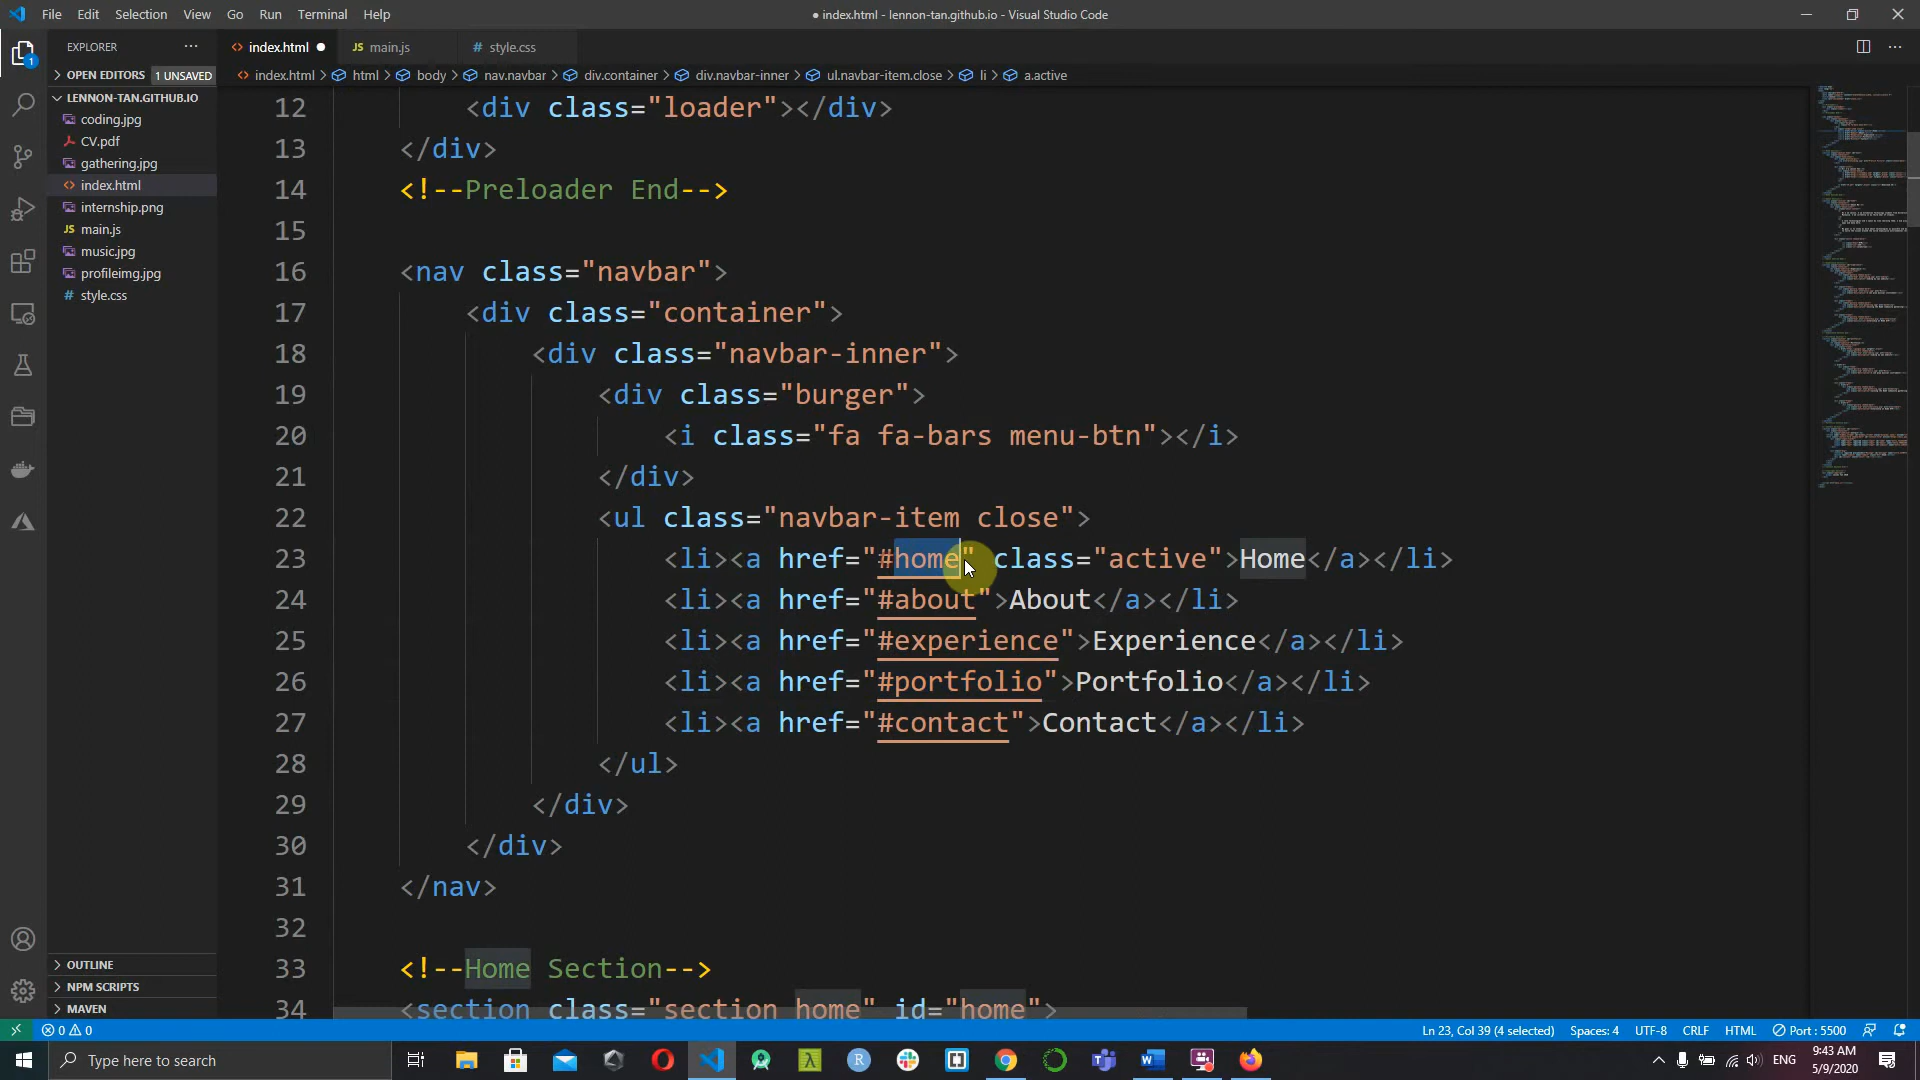 File Edit Selection View Go Run Terminal Help
● index.html - lennon-tan.github.io - Visual Studio Code
EXPLORER
index.html
JS main.js
# style.css
OPEN EDITORS 1 UNSAVED
index.html > html > body > nav.navbar > div.container > div.navbar-inner > ul.navbar-item.close > li > a.active
LENNON-TAN.GITHUB.IO
coding.jpg
CV.pdf
gathering.jpg
index.html
internship.png
JS main.js
music.jpg
profileimg.jpg
# style.css
12 <div class="loader"></div>
13 </div>
14 <!--Preloader End-->
15
16 <nav class="navbar">
17 <div class="container">
18 <div class="navbar-inner">
19 <div class="burger">
20 <i class="fa fa-bars menu-btn"></i>
21 </div>
22 <ul class="navbar-item close">
23 <li><a href="#home" class="active">Home</a></li>
24 <li><a href="#about">About</a></li>
25 <li><a href="#experience">Experience</a></li>
26 <li><a href="#portfolio">Portfolio</a></li>
27 <li><a href="#contact">Contact</a></li>
28 </ul>
29 </div>
30 </div>
31 </nav>
32
33 <!--Home Section-->
34 <section class="section home" id="home">
OUTLINE
NPM SCRIPTS
MAVEN
0 0
Ln 23, Col 39 (4 selected) Spaces: 4 UTF-8 CRLF HTML Port : 5500
Type here to search
ENG
9:43 AM
5/9/2020